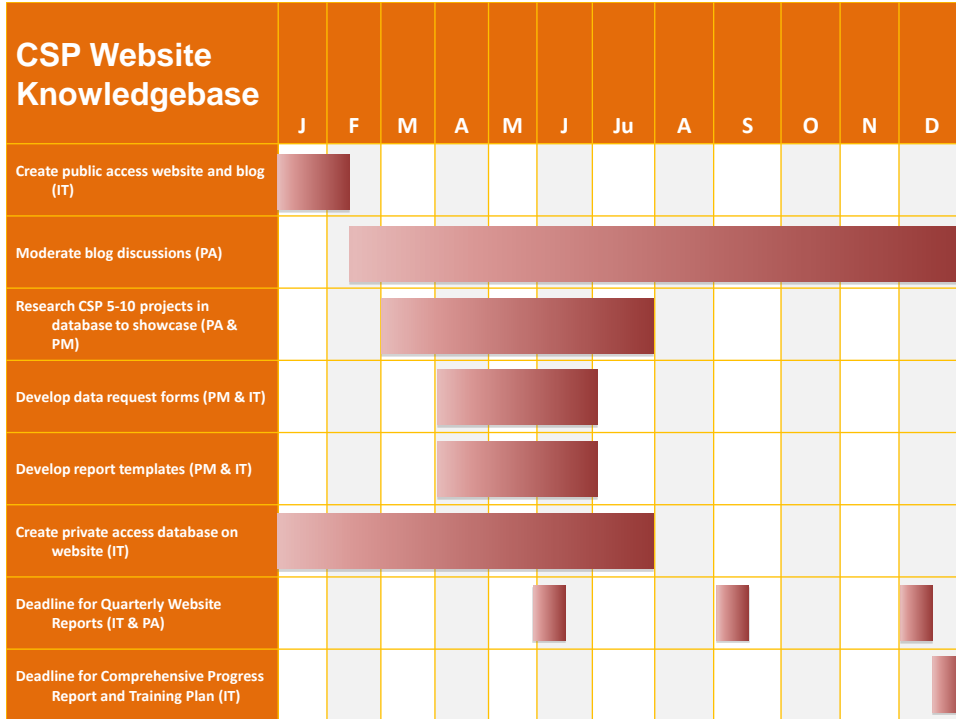 CSP Website
Knowledgebase
J F M A M J Ju A S O N D
Create public access website and blog
(IT)
Moderate blog discussions (PA)
Research CSP 5-10 projects in
database to showcase (PA &
PM)
Develop data request forms (PM & IT)
Develop report templates (PM & IT)
Create private access database on
website (IT)
Deadline for Quarterly Website
Reports (IT & PA)
Deadline for Comprehensive Progress
Report and Training Plan (IT)